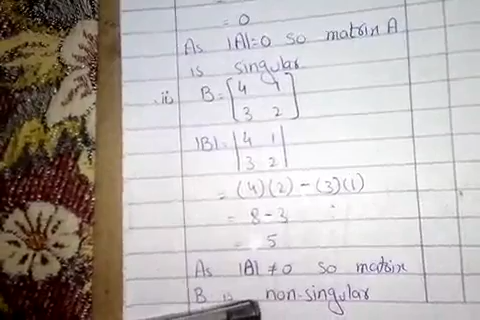 = 0
As |A|=0 so matrix A
is singular
ii B = [4 1
3 2]
|B| = |4 1
3 2|
= (4)(2) - (3)(1)
= 8 - 3
= 5
As |A| ≠ 0 so matrix
B is non-singular